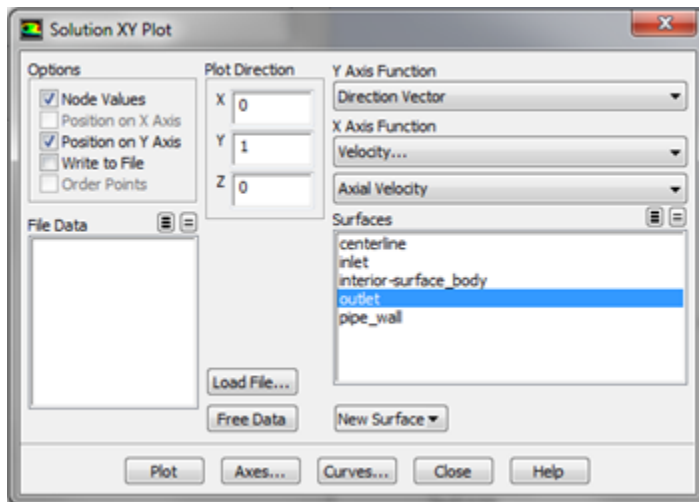 Solution XY Plot
Options
Node Values
Position on X Axis
Position on Y Axis
Write to File
Order Points
Plot Direction
X 0
Y 1
Z 0
Y Axis Function
Direction Vector
X Axis Function
Velocity...
Axial Velocity
File Data
Surfaces
centerline
inlet
interior-surface_body
outlet
pipe_wall
Load File...
Free Data
New Surface
Plot
Axes...
Curves...
Close
Help